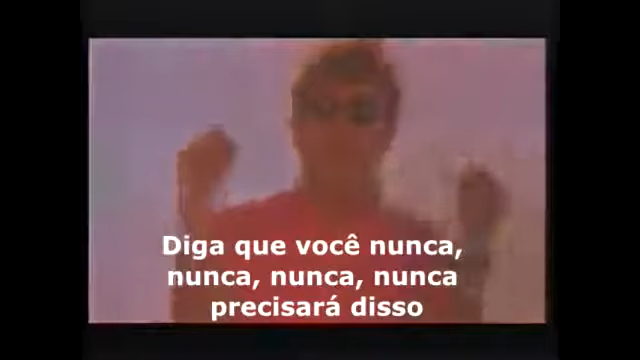 Diga que você nunca,
nunca, nunca, nunca
precisará disso